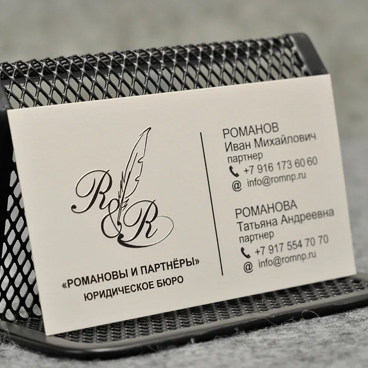 R&R
«РОМАНОВЫ И ПАРТНЁРЫ»
ЮРИДИЧЕСКОЕ БЮРО
РОМАНОВ
Иван Михайлович
партнер
+7 916 173 60 60
@ info@romnp.ru
РОМАНОВА
Татьяна Андреевна
партнер
+7 917 554 70 70
@ info@romnp.ru